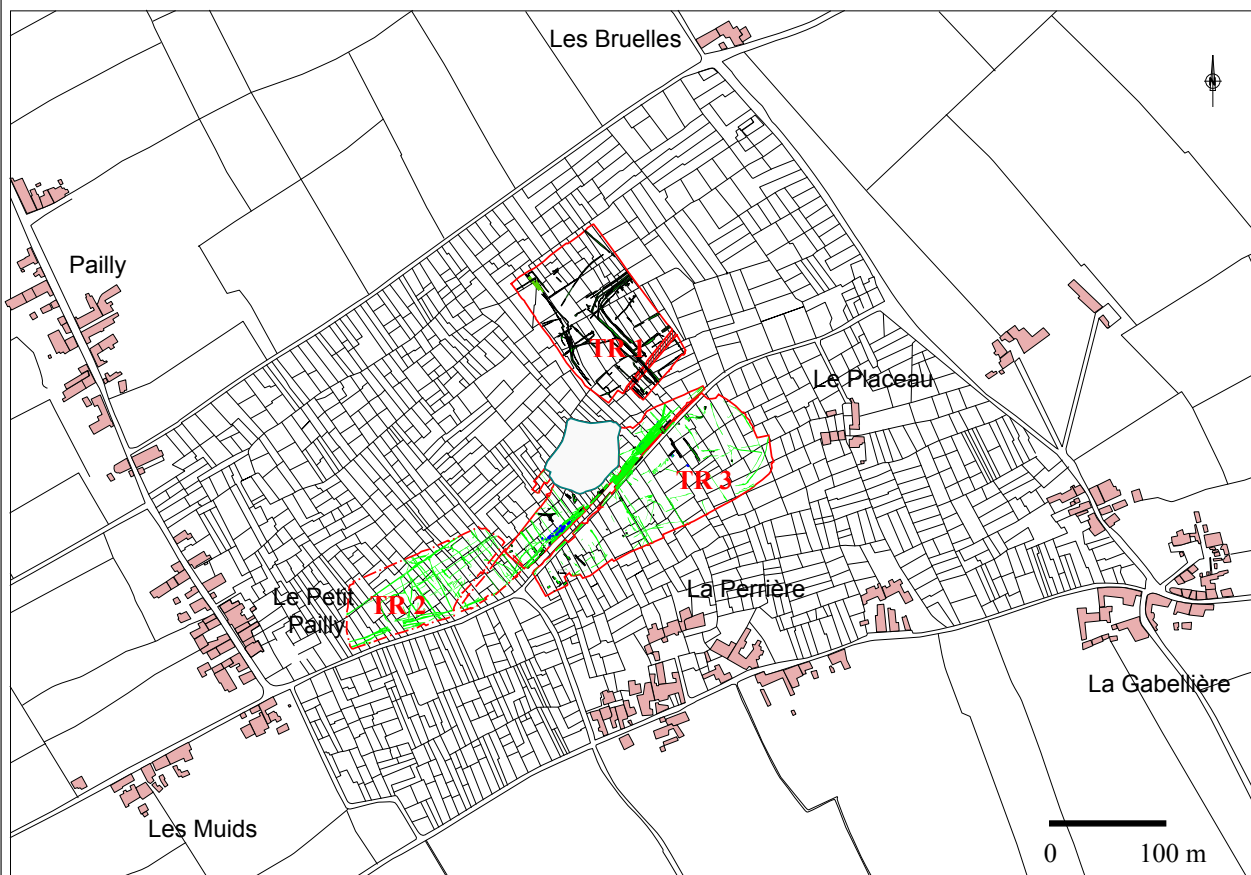 Les Bruelles
N
Pailly
TR 1
Le Placeau
TR 3
Le Petit
Pailly
TR 2
La Perrière
La Gabellière
Les Muids
0 100 m